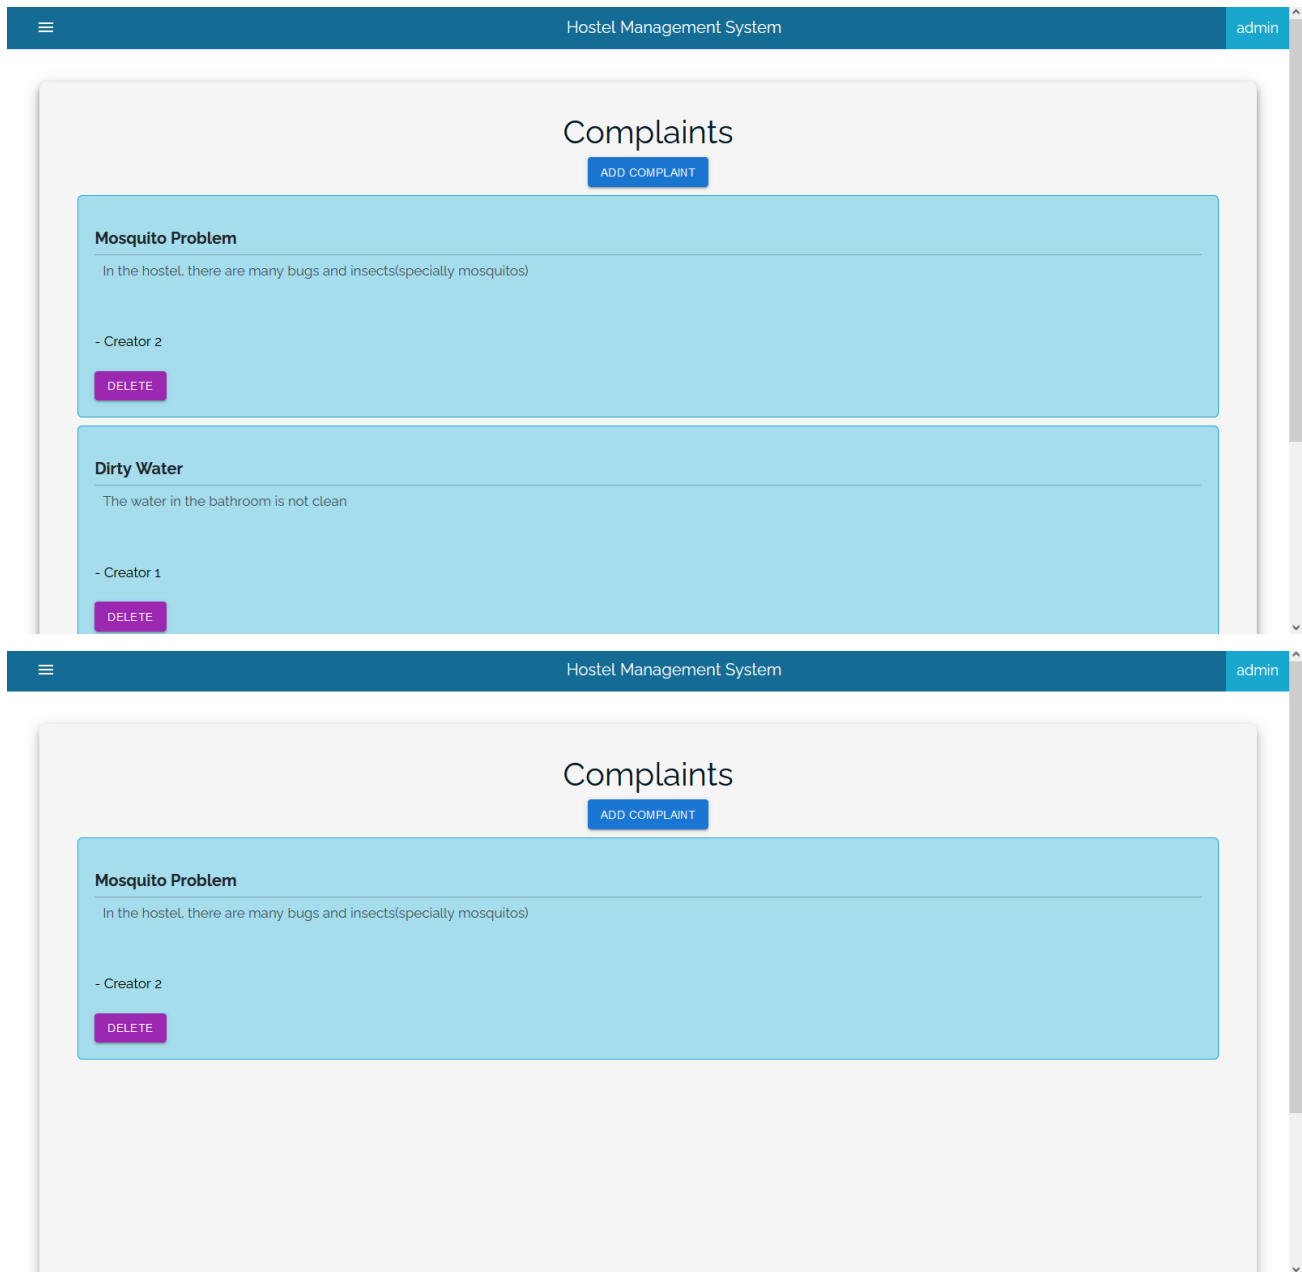 Hostel Management System
admin
Complaints
ADD COMPLAINT
Mosquito Problem
In the hostel, there are many bugs and insects(specially mosquitos)
- Creator 2
DELETE
Dirty Water
The water in the bathroom is not clean
- Creator 1
DELETE
Hostel Management System
admin
Complaints
ADD COMPLAINT
Mosquito Problem
In the hostel, there are many bugs and insects(specially mosquitos)
- Creator 2
DELETE